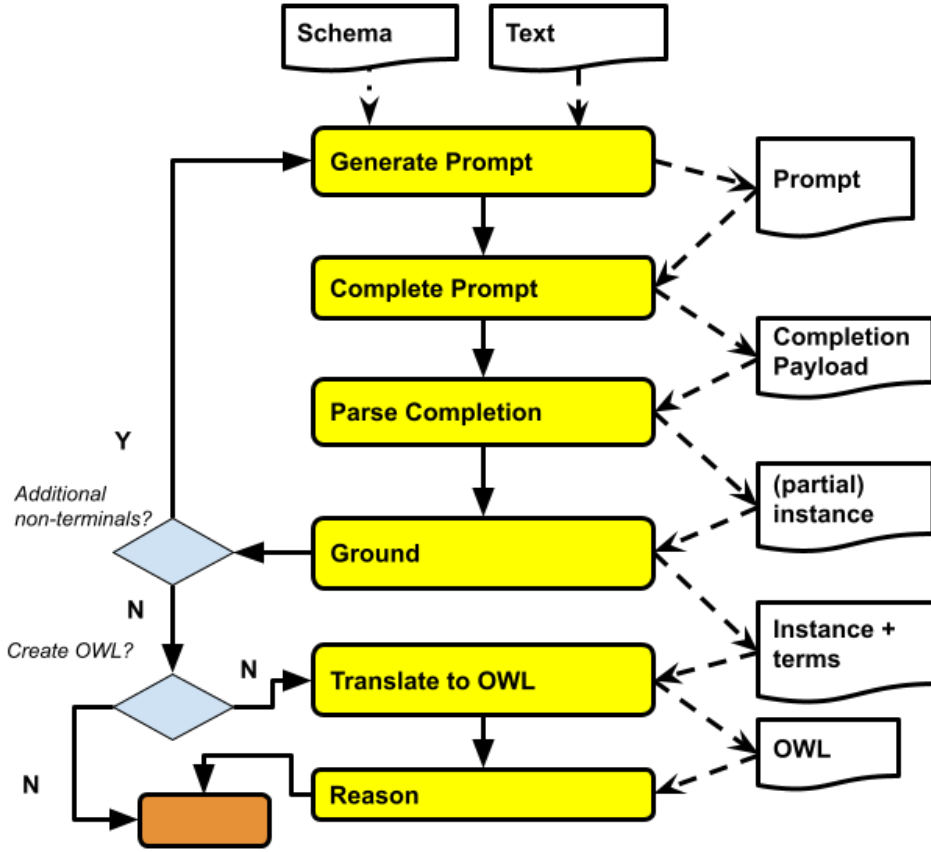 Schema
Text
Generate Prompt
Prompt
Complete Prompt
Completion
Payload
Parse Completion
Y
Additional
non-terminals?
(partial)
instance
Ground
N
Instance +
terms
Create OWL?
N
Translate to OWL
OWL
N
Reason